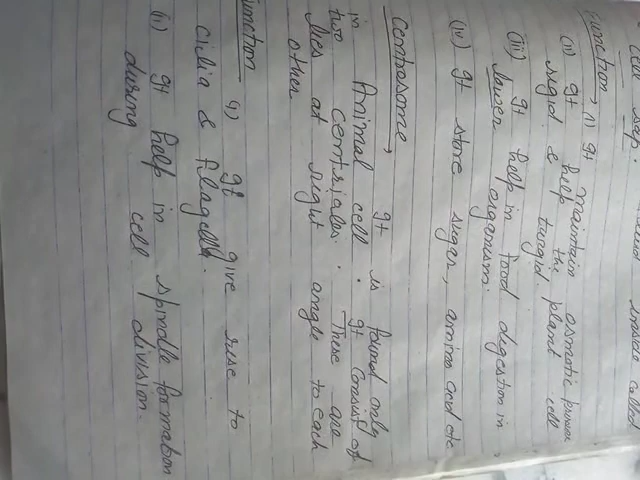 Cell sap.
called
Function, (i) It maintain osmotic
(ii) It help the plant cell
rigid & turgid.
(iii) It help in food digestion in
lower organism.
(iv) It store sugar, amino acid etc
Centrosome, It is found only
in Animal cell. It consist of
two centrioles. These are
lies at right angle to each
other.
function i) It give rise to
cilia & flagella.
(ii) It help in spindle formation
during cell division.